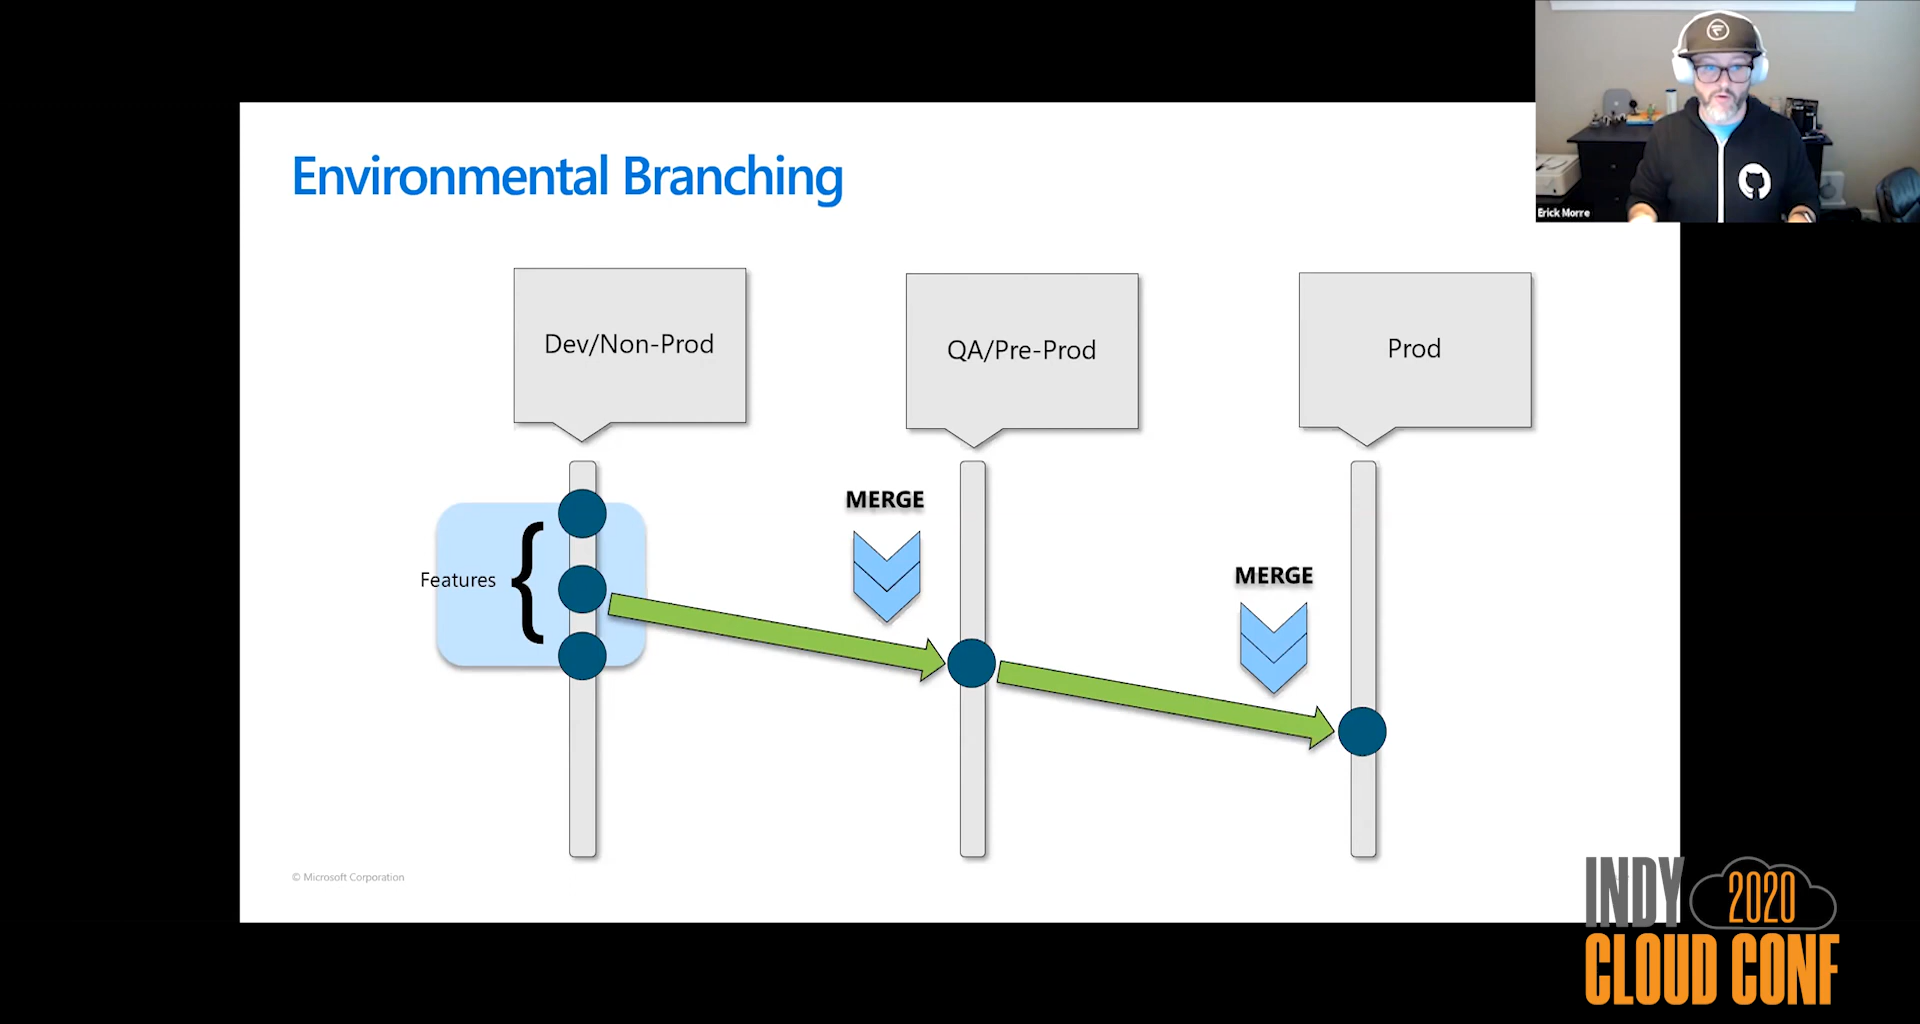 Environmental Branching
Erick Morre
Dev/Non-Prod
QA/Pre-Prod
Prod
MERGE
MERGE
Features
© Microsoft Corporation
INDY 2020
CLOUD CONF